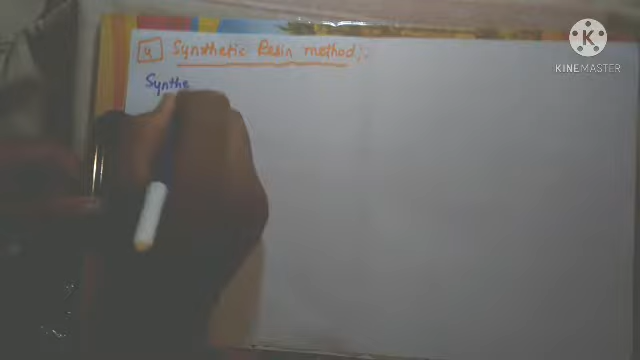 4 Synthetic Resin method :-
Synthe
K
KINEMASTER